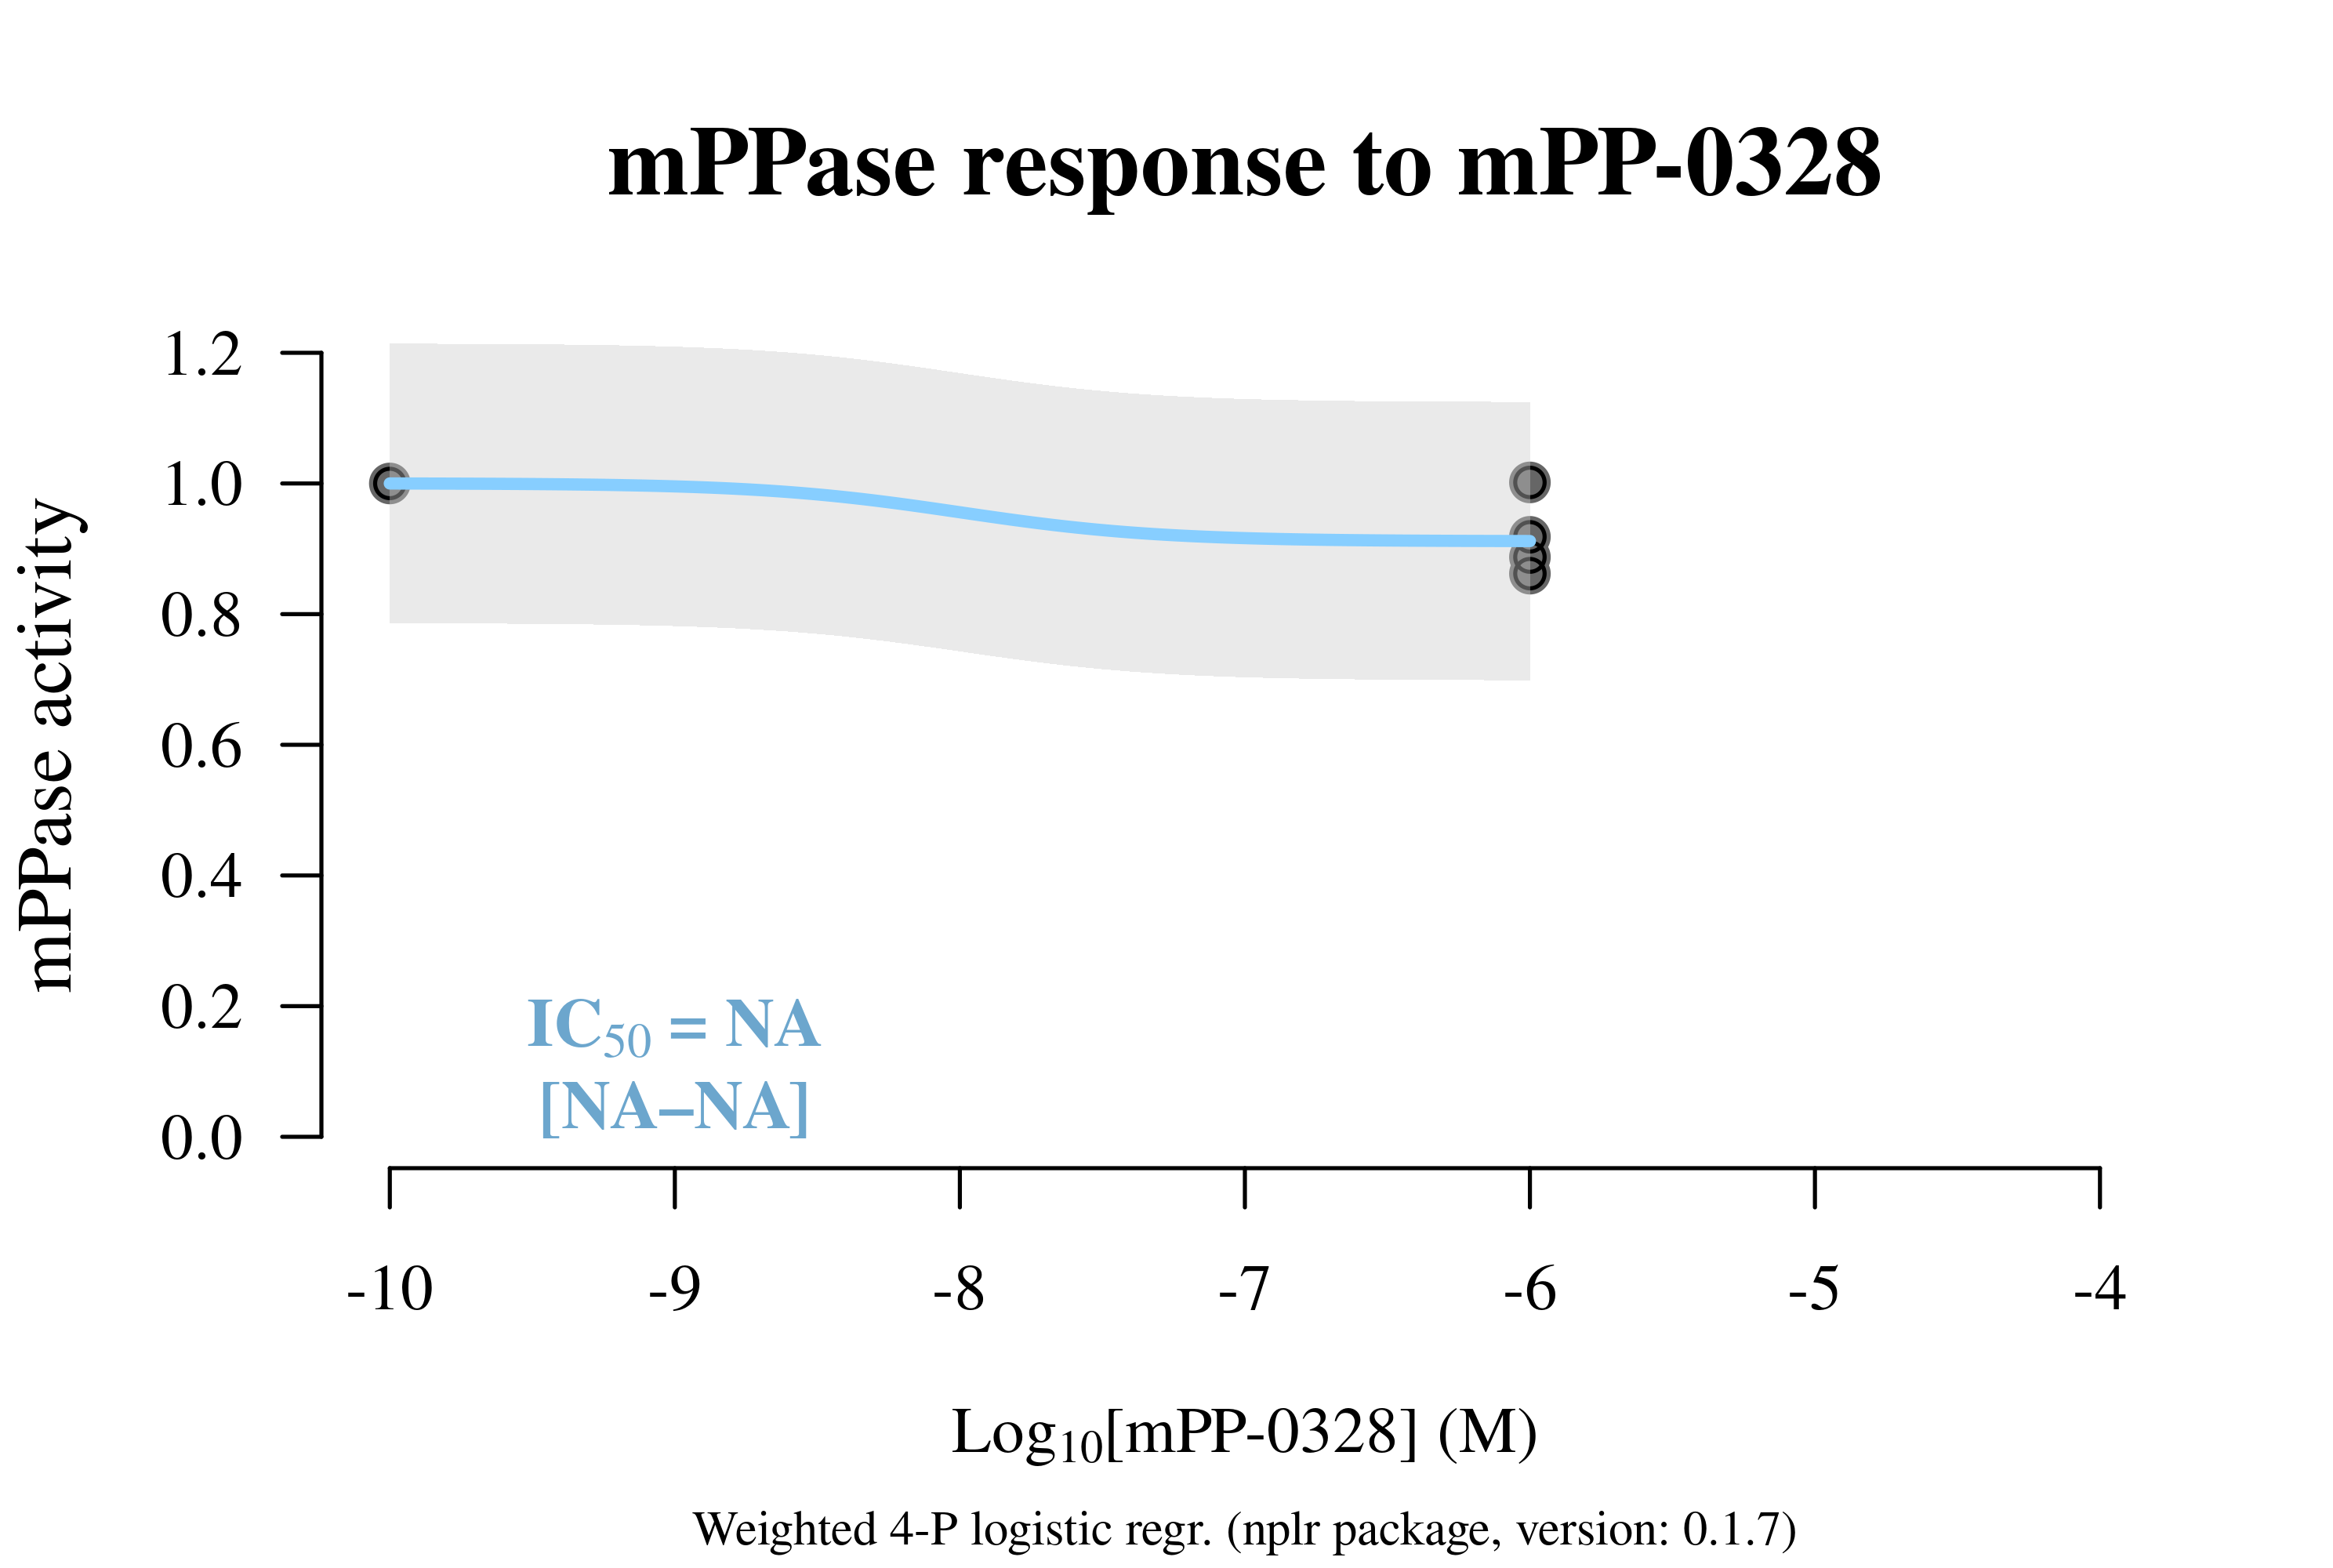 mPPase response to mPP-0328
mPPase activity
1.2
1.0
0.8
0.6
0.4
0.2
0.0
IC50 = NA
[NA–NA]
-10 -9 -8 -7 -6 -5 -4
Log10[mPP-0328] (M)
Weighted 4-P logistic regr. (nplr package, version: 0.1.7)